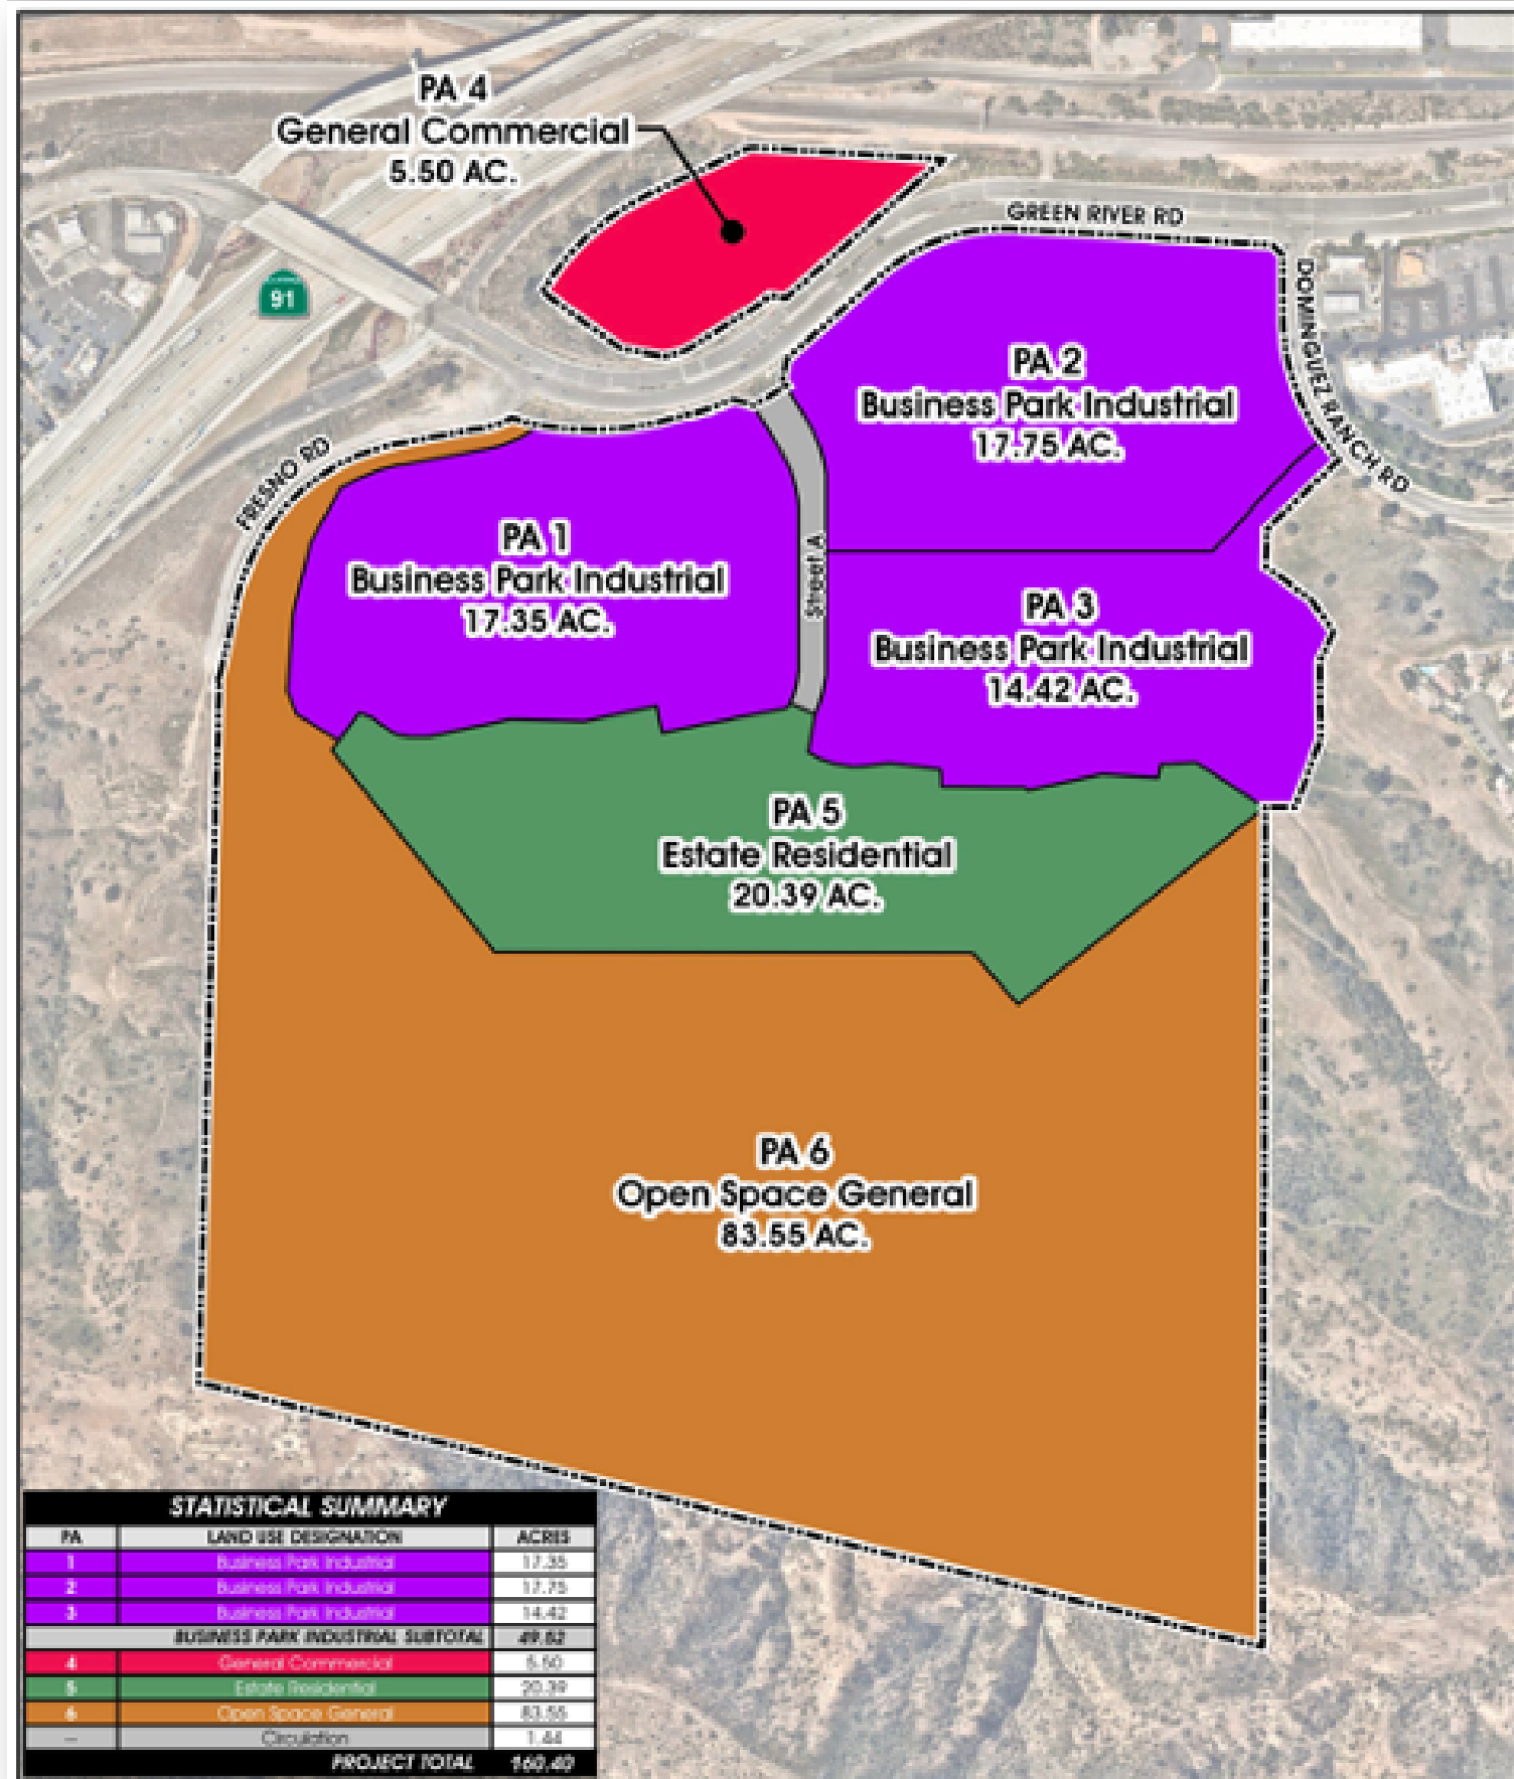 PA 4
General Commercial
5.50 AC.
GREEN RIVER RD
91
DOMINGUEZ RANCH RD
PA 2
Business Park Industrial
17.75 AC.
FRESNO RD
PA 1
Business Park Industrial
17.35 AC.
Street A
PA 3
Business Park Industrial
14.42 AC.
PA 5
Estate Residential
20.39 AC.
PA 6
Open Space General
83.55 AC.
STATISTICAL SUMMARY
PA LAND USE DESIGNATION ACRES
1 Business Park Industrial 17.35
2 Business Park Industrial 17.75
3 Business Park Industrial 14.42
BUSINESS PARK INDUSTRIAL SUBTOTAL 49.52
4 General Commercial 5.50
5 Estate Residential 20.39
6 Open Space General 83.55
-- Circulation 1.44
PROJECT TOTAL 160.40